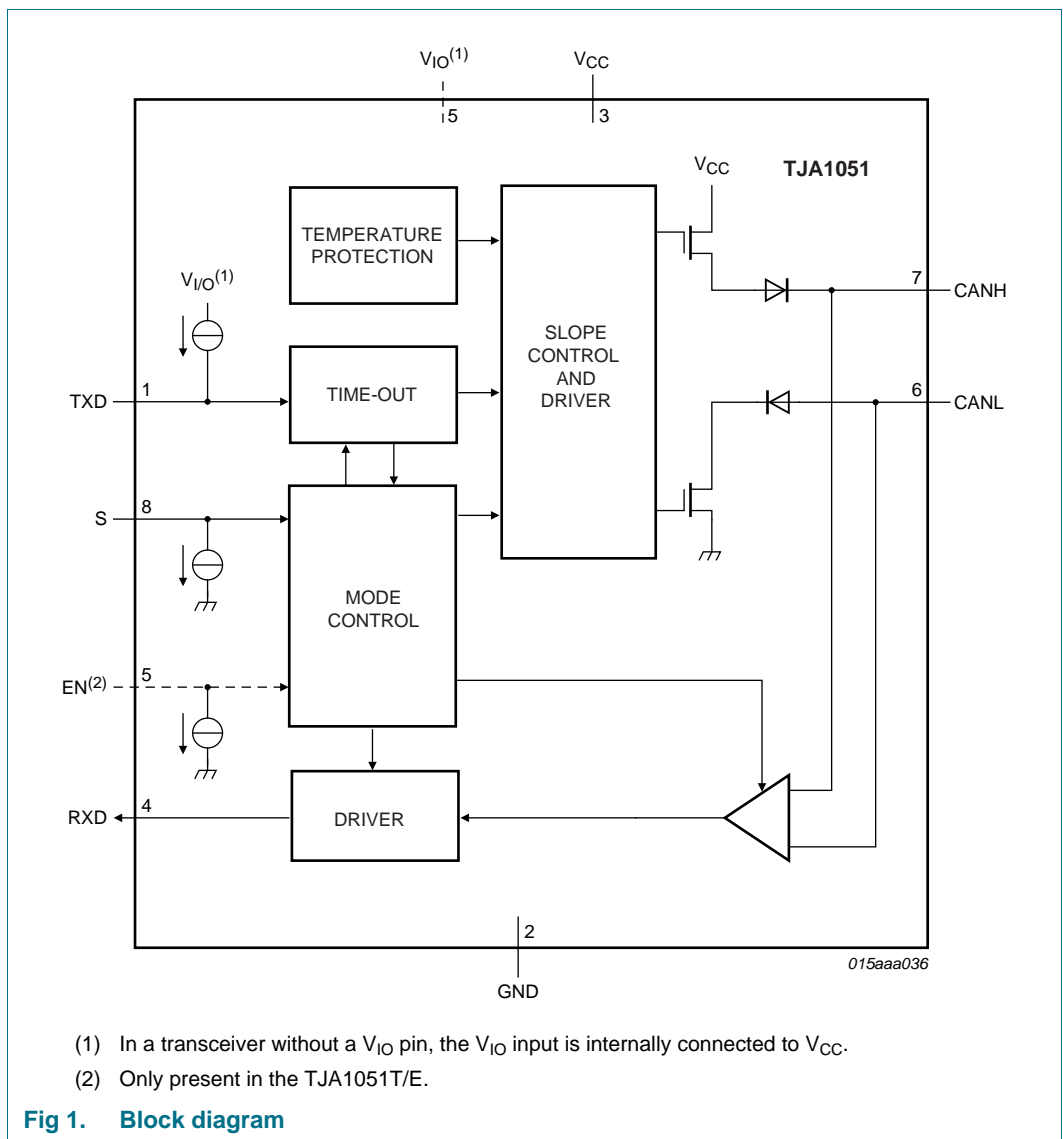 VIO(1)
VCC
5
3
VCC
TJA1051
TEMPERATURE
PROTECTION
VI/O(1)
7
CANH
SLOPE
CONTROL
AND
DRIVER
TXD
1
TIME-OUT
6
CANL
S
8
MODE
CONTROL
EN(2)
5
RXD
4
DRIVER
2
015aaa036
GND
(1) In a transceiver without a VIO pin, the VIO input is internally connected to VCC.
(2) Only present in the TJA1051T/E.
Fig 1. Block diagram